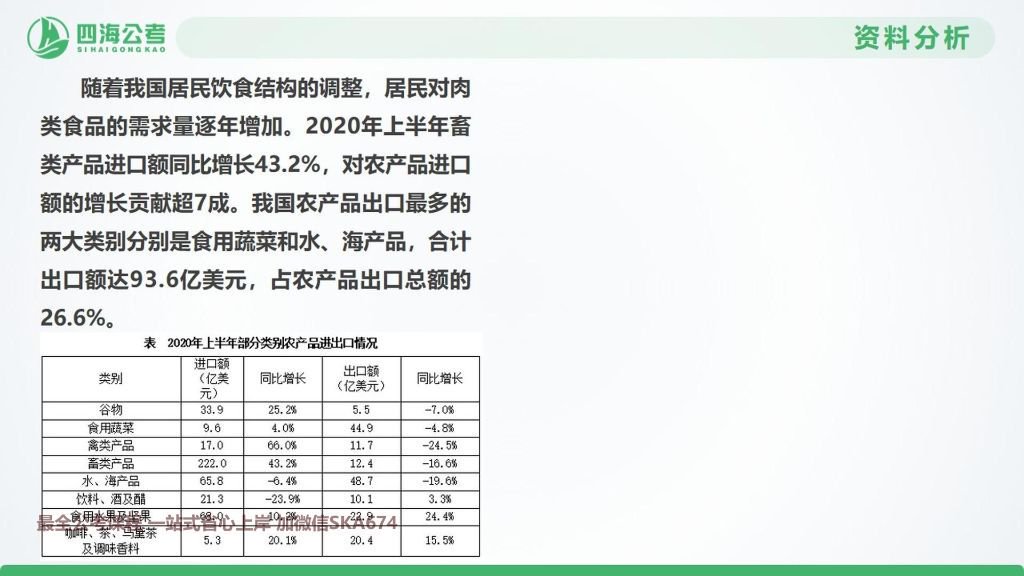 四海公考
SIHAIGONGKAO
资料分析
随着我国居民饮食结构的调整，居民对肉
类食品的需求量逐年增加。2020年上半年畜
类产品进口额同比增长43.2%，对农产品进口
额的增长贡献超7成。我国农产品出口最多的
两大类别分别是食用蔬菜和水、海产品，合计
出口额达93.6亿美元，占农产品出口总额的
26.6%。
表 2020年上半年部分类别农产品进出口情况
类别 进口额（亿美元） 同比增长 出口额（亿美元） 同比增长
谷物 33.9 25.2% 5.5 -7.0%
食用蔬菜 9.6 4.0% 44.9 -4.8%
禽类产品 17.0 66.0% 11.7 -24.5%
畜类产品 222.0 43.2% 12.4 -16.6%
水、海产品 65.8 -6.4% 48.7 -19.6%
饮料、酒及醋 21.3 -23.9% 10.1 3.3%
食用水果及坚果 10.2% 22.9 24.4%
一站式省心上岸 加微信SKA674
咖啡、茶、马黛茶及调味香料 5.3 20.1% 20.4 15.5%